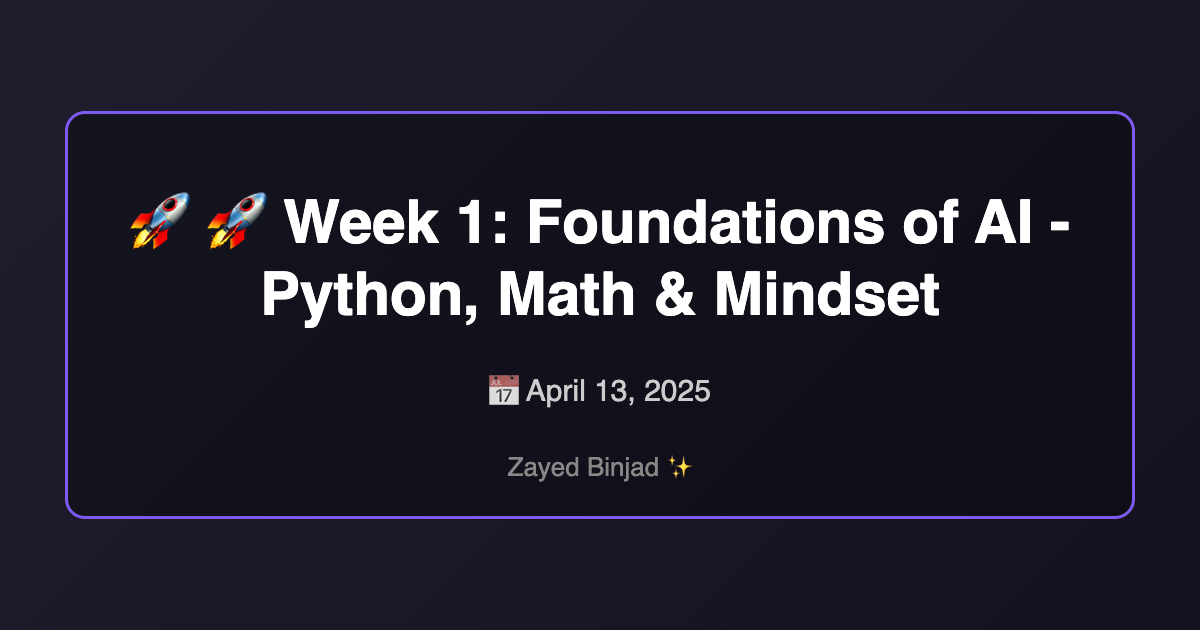 🚀 🚀 Week 1: Foundations of AI -
Python, Math & Mindset
📅 April 13, 2025
Zayed Binjad ✨